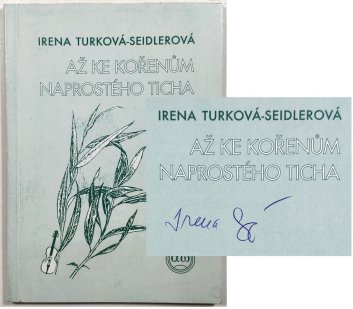 IRENA TURKOVÁ-SEIDLEROVÁ
AŽ KE KOŘENŮM
NAPROSTÉHO TICHA
IRENA TURKOVÁ-SEIDLEROVÁ
AŽ KE KOŘENŮM
NAPROSTÉHO TICHA
Irena